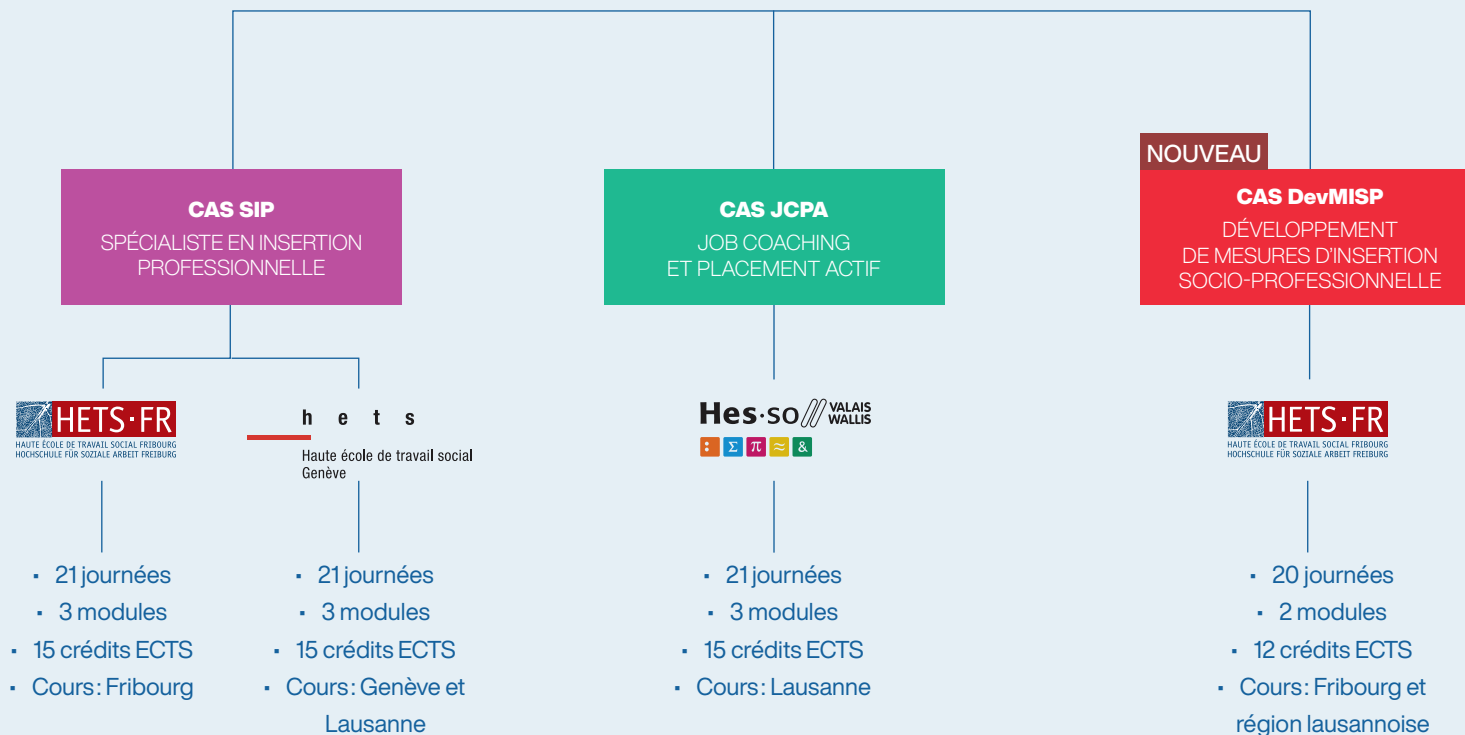 CAS SIP
SPÉCIALISTE EN INSERTION
PROFESSIONNELLE
CAS JCPA
JOB COACHING
ET PLACEMENT ACTIF
NOUVEAU
CAS DevMISP
DÉVELOPPEMENT
DE MESURES D'INSERTION
SOCIO-PROFESSIONNELLE
HETS·FR
HAUTE ÉCOLE DE TRAVAIL SOCIAL FRIBOURG
HOCHSCHULE FÜR SOZIALE ARBEIT FREIBURG
h e t s
Haute école de travail social
Genève
Hes·so // VALAIS
WALLIS
: Σ π ≈ &
HETS·FR
HAUTE ÉCOLE DE TRAVAIL SOCIAL FRIBOURG
HOCHSCHULE FÜR SOZIALE ARBEIT FREIBURG
▪ 21 journées
▪ 3 modules
▪ 15 crédits ECTS
▪ Cours : Fribourg
▪ 21 journées
▪ 3 modules
▪ 15 crédits ECTS
▪ Cours : Genève et
Lausanne
▪ 21 journées
▪ 3 modules
▪ 15 crédits ECTS
▪ Cours : Lausanne
▪ 20 journées
▪ 2 modules
▪ 12 crédits ECTS
▪ Cours : Fribourg et
région lausannoise